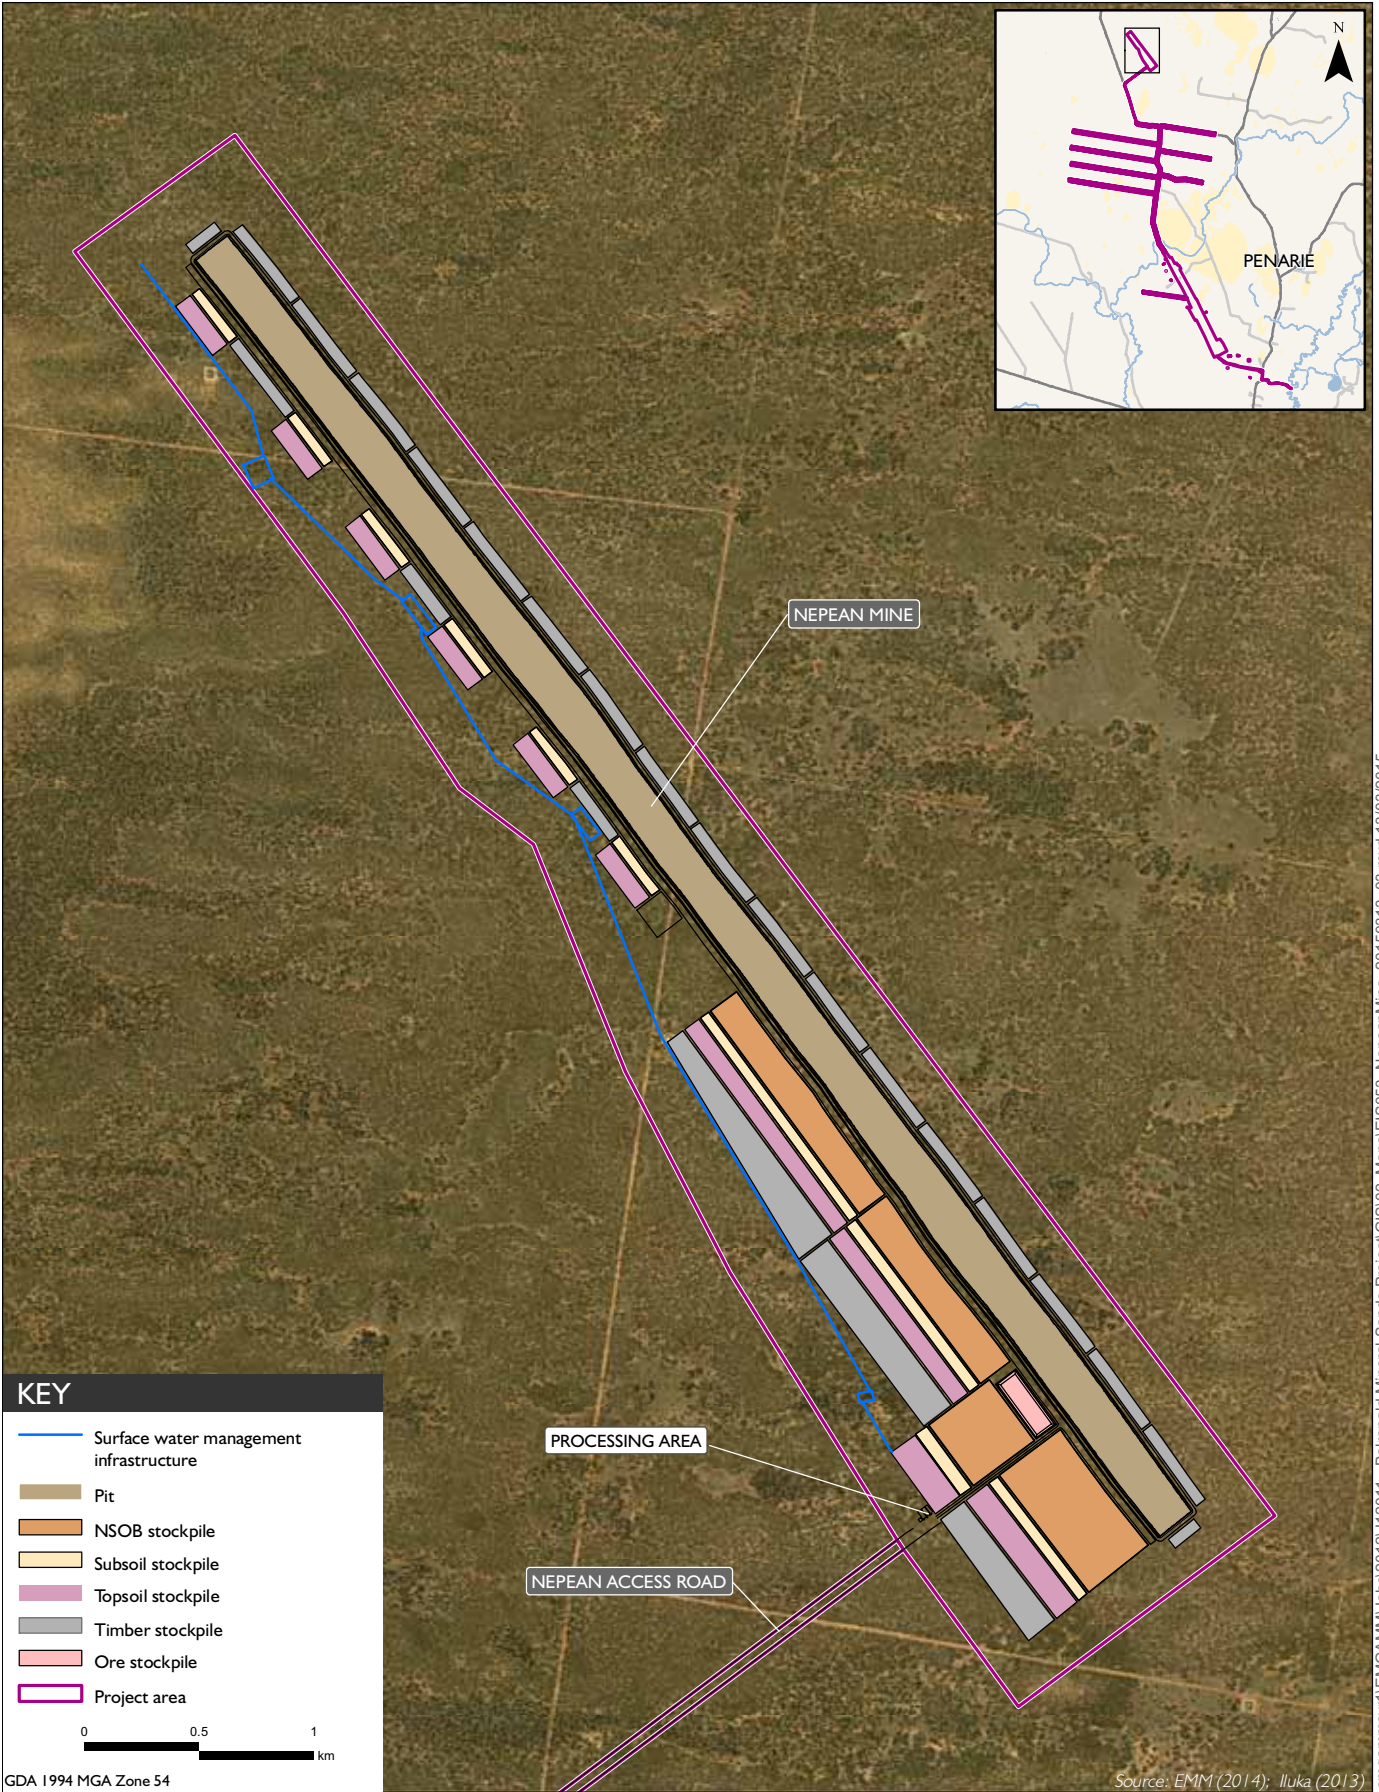 N
PENARIE
NEPEAN MINE
PROCESSING AREA
NEPEAN ACCESS ROAD
KEY
Surface water management
infrastructure
Pit
NSOB stockpile
Subsoil stockpile
Topsoil stockpile
Timber stockpile
Ore stockpile
Project area
0 0.5 1
km
GDA 1994 MGA Zone 54
Source: EMM (2014); Iluka (2013)